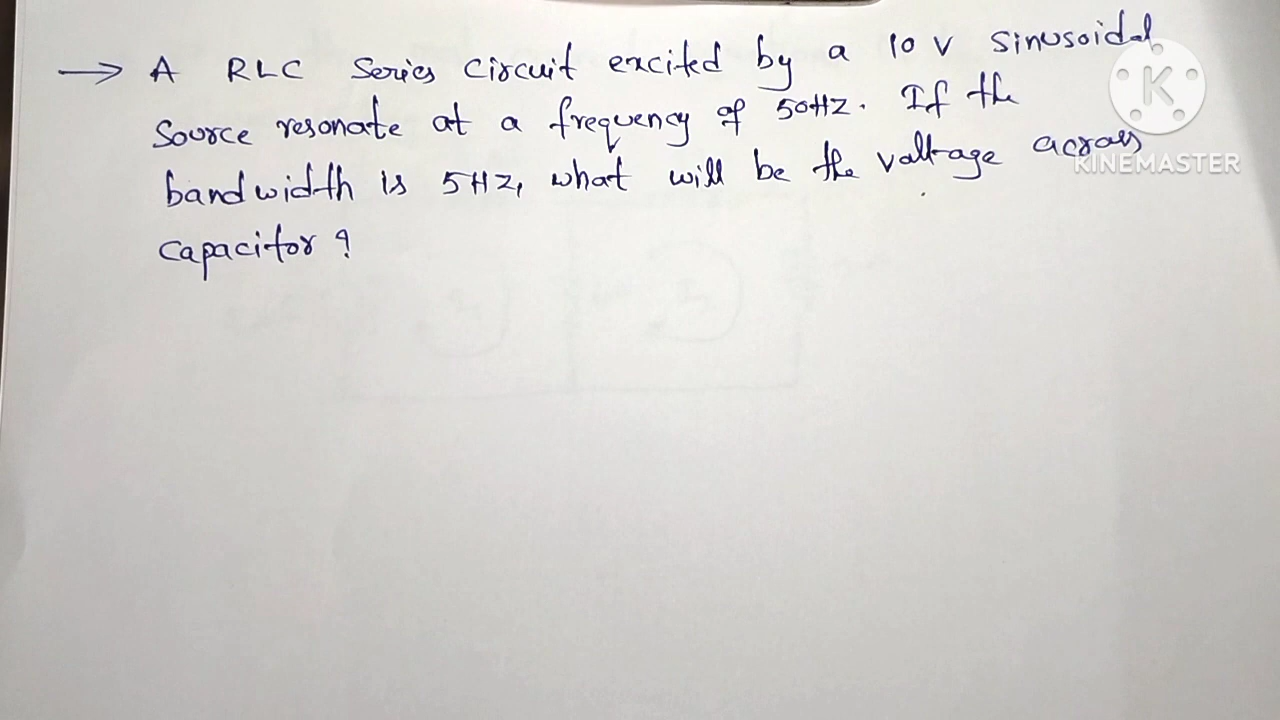 → A RLC Series Circuit excited by a 10 V Sinusoidal
Source resonate at a frequency of 50HZ. If the
bandwidth is 5HZ, what will be the valtage across
Capacitor?
K
KINEMASTER